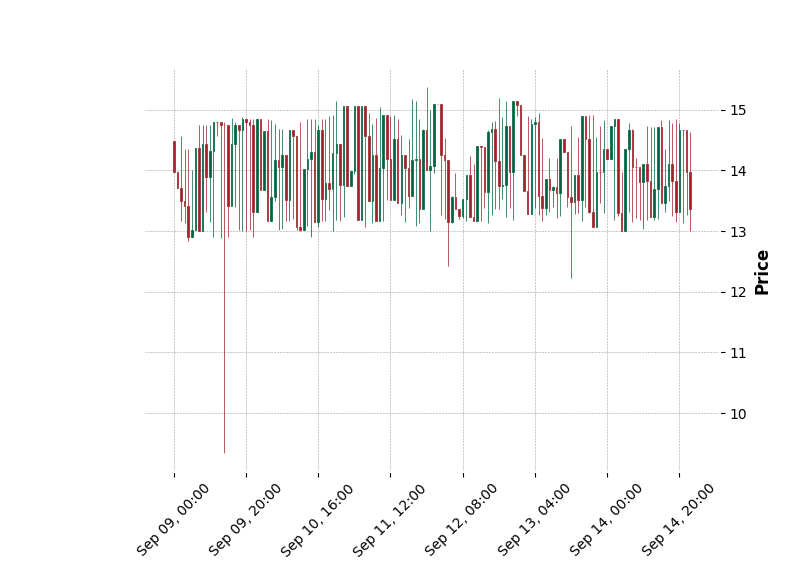 15
14
13
12
11
10
Price
Sep 09, 00:00
Sep 09, 20:00
Sep 10, 16:00
Sep 11, 12:00
Sep 12, 08:00
Sep 13, 04:00
Sep 14, 00:00
Sep 14, 20:00